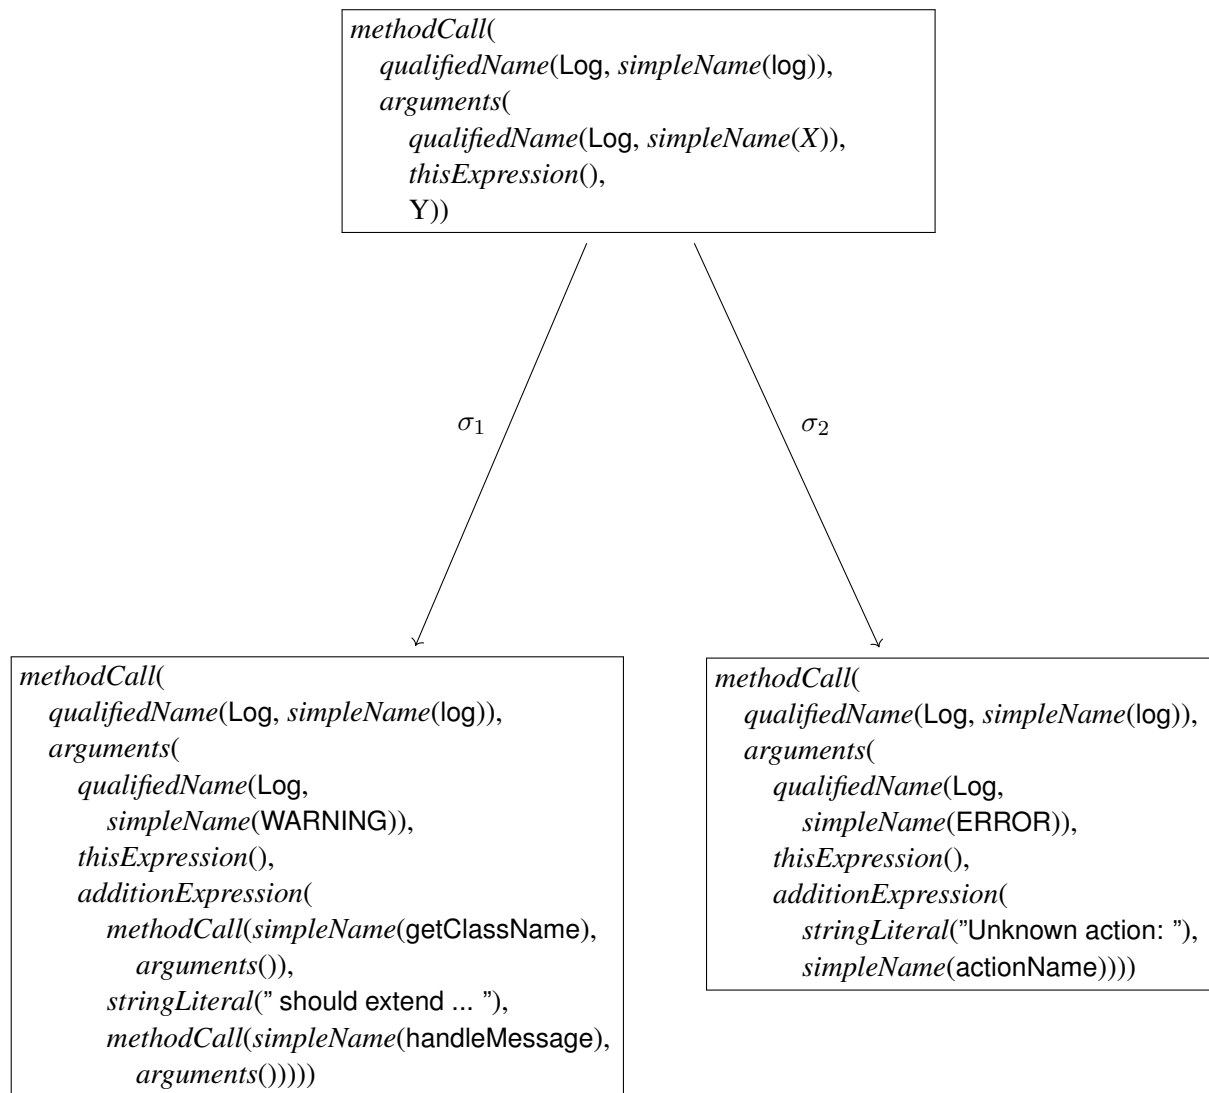 methodCall(
qualifiedName(Log, simpleName(log)),
arguments(
qualifiedName(Log, simpleName(X)),
thisExpression(),
Y))
σ1
σ2
methodCall(
qualifiedName(Log, simpleName(log)),
arguments(
qualifiedName(Log,
simpleName(WARNING)),
thisExpression(),
additionExpression(
methodCall(simpleName(getClassName),
arguments()),
stringLiteral(” should extend ... ”),
methodCall(simpleName(handleMessage),
arguments()))))
methodCall(
qualifiedName(Log, simpleName(log)),
arguments(
qualifiedName(Log,
simpleName(ERROR)),
thisExpression(),
additionExpression(
stringLiteral(”Unknown action: ”),
simpleName(actionName))))